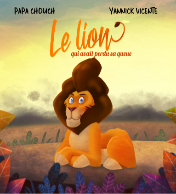 PAPA CHOUCH YANNICK VICENTE
Le lion
qui avait perdu sa queue